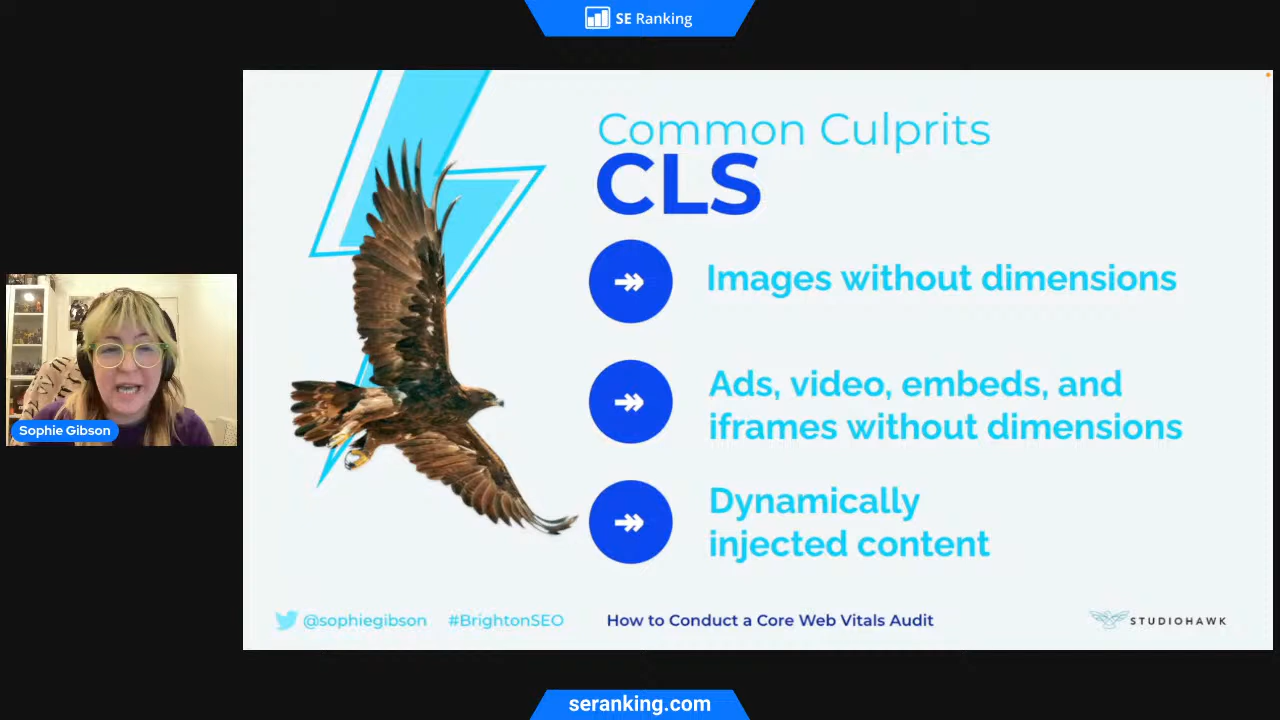 SE Ranking
Common Culprits
CLS
Images without dimensions
Ads, video, embeds, and
iframes without dimensions
Dynamically
injected content
Sophie Gibson
@sophiegibson #BrightonSEO How to Conduct a Core Web Vitals Audit STUDIOHAWK
seranking.com